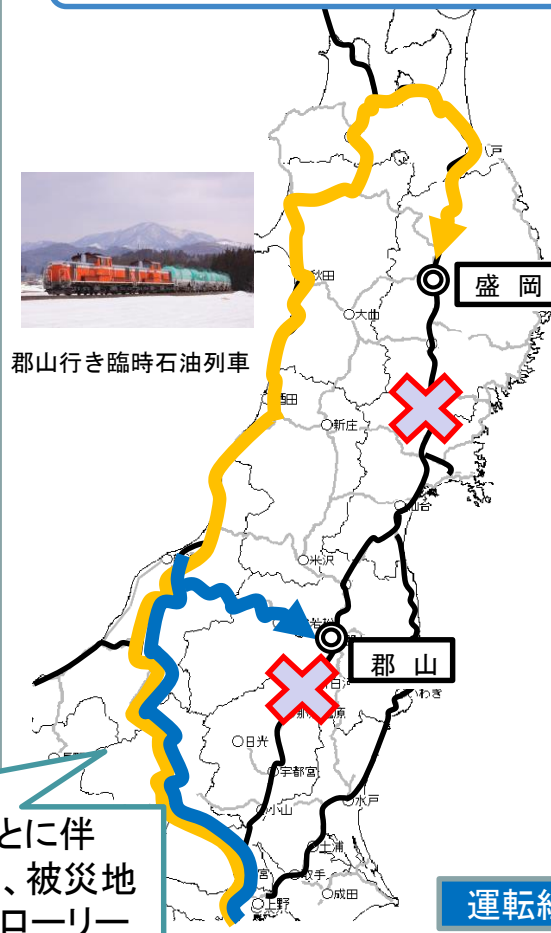 盛 岡
秋田
○大曲
郡山行き臨時石油列車
○新庄
○米沢
郡 山
○日光
○宇都宮
○小山
○水戸
○土浦
○取手
○成田
○上野
いわき
とに伴
、被災地
ローリー
運転